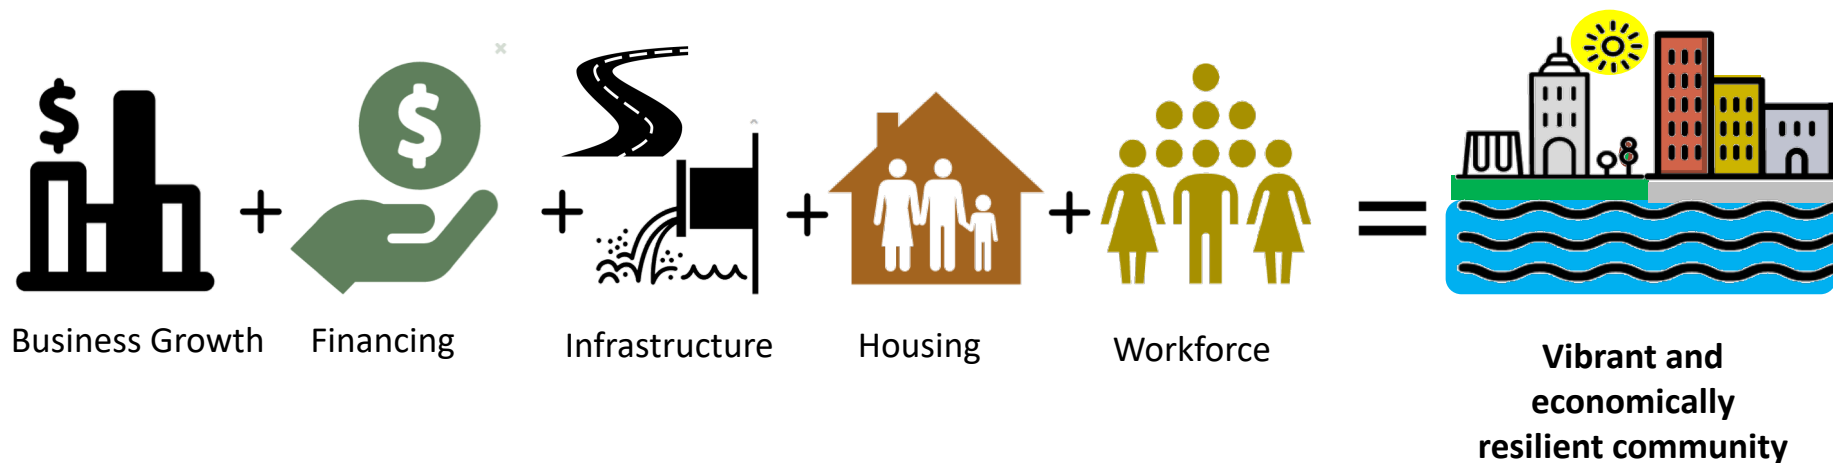 Business Growth
Financing
Infrastructure
Housing
Workforce
Vibrant and
economically
resilient community